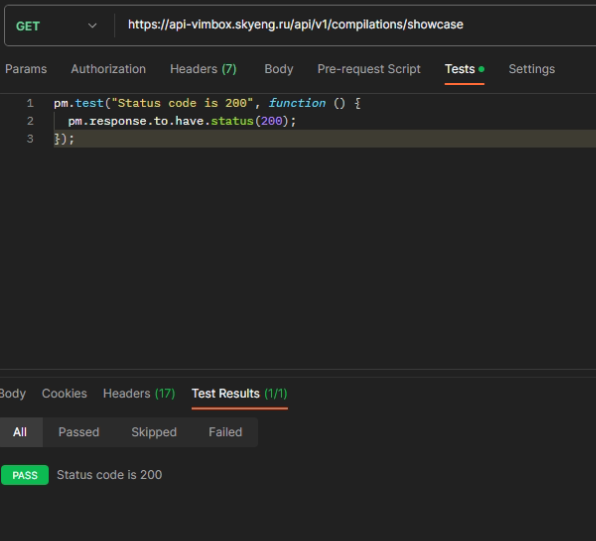 GET https://api-vimbox.skyeng.ru/api/v1/compilations/showcase
Params Authorization Headers (7) Body Pre-request Script Tests Settings
1 pm.test("Status code is 200", function () {
2 pm.response.to.have.status(200);
3 });
Body Cookies Headers (17) Test Results (1/1)
All Passed Skipped Failed
PASS Status code is 200